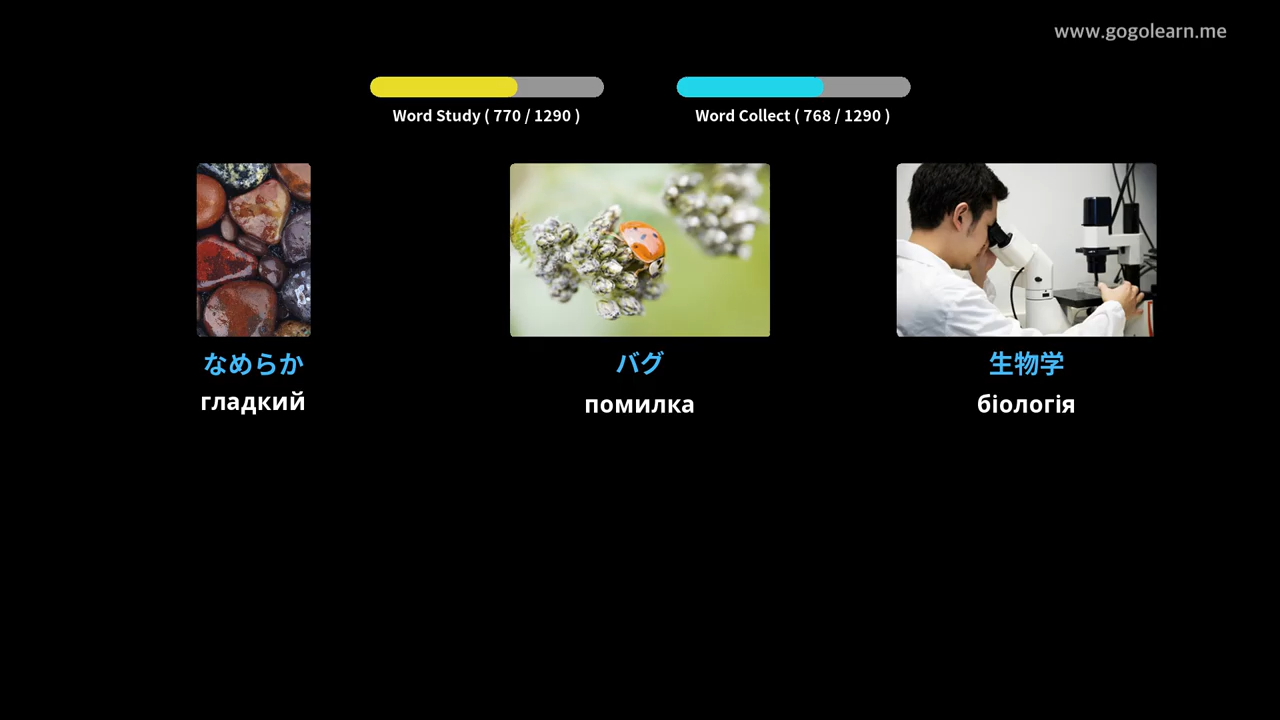 www.gogolearn.me
Word Study ( 770 / 1290 )
Word Collect ( 768 / 1290 )
なめらか
гладкий
バグ
помилка
生物学
біологія